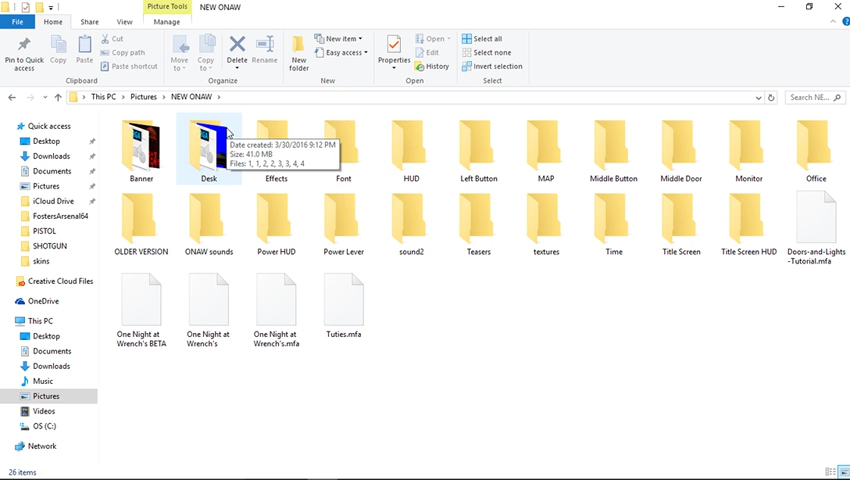 Picture Tools NEW ONAW
File Home Share View Manage
Pin to Quick access
Copy
Paste
Cut
Copy path
Paste shortcut
Clipboard
Move to
Copy to
Delete
Rename
Organize
New folder
New item
Easy access
New
Properties
Open
Edit
History
Open
Select all
Select none
Invert selection
Select
This PC > Pictures > NEW ONAW >
Search NE...
Quick access
Desktop
Downloads
Documents
Pictures
iCloud Drive
FostersArsenal64
PISTOL
SHOTGUN
skins
Creative Cloud Files
OneDrive
This PC
Desktop
Documents
Downloads
Music
Pictures
Videos
OS (C:)
Network
Date created: 3/30/2016 9:12 PM
Size: 41.0 MB
Files: 1, 1, 2, 2, 3, 3, 4, 4
Banner
Desk
Effects
Font
HUD
Left Button
MAP
Middle Button
Middle Door
Monitor
Office
OLDER VERSION
ONAW sounds
Power HUD
Power Lever
sound2
Teasers
textures
Time
Title Screen
Title Screen HUD
Doors-and-Lights
-Tutorial.mfa
One Night at
Wrench's BETA
One Night at
Wrench's
One Night at
Wrench's.mfa
Tuties.mfa
26 items